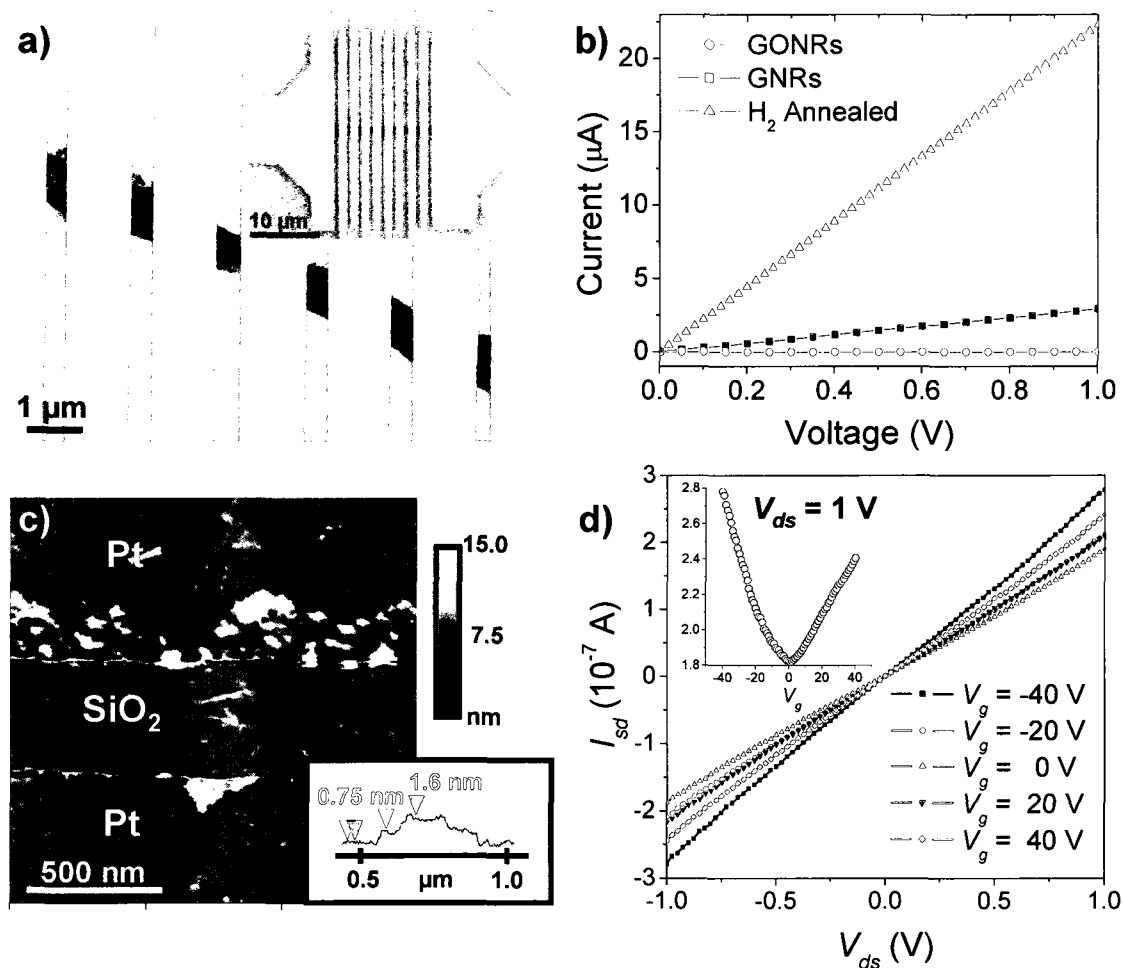 a)
10 μm
1 μm
b)
GONRs
GNRs
H2 Annealed
Current (μA)
20
15
10
5
0
0.0 0.2 0.4 0.6 0.8 1.0
Voltage (V)
c)
Pt
SiO2
Pt
500 nm
15.0
7.5
nm
0.75 nm
1.6 nm
0.5 μm 1.0
d)
Vds = 1 V
2.8
2.6
2.4
2.2
2.0
1.8
-40 -20 0 20 40
Vg
Isd (10-7 A)
3
2
1
0
-1
-2
-3
Vg = -40 V
Vg = -20 V
Vg = 0 V
Vg = 20 V
Vg = 40 V
-1.0 -0.5 0.0 0.5 1.0
Vds (V)